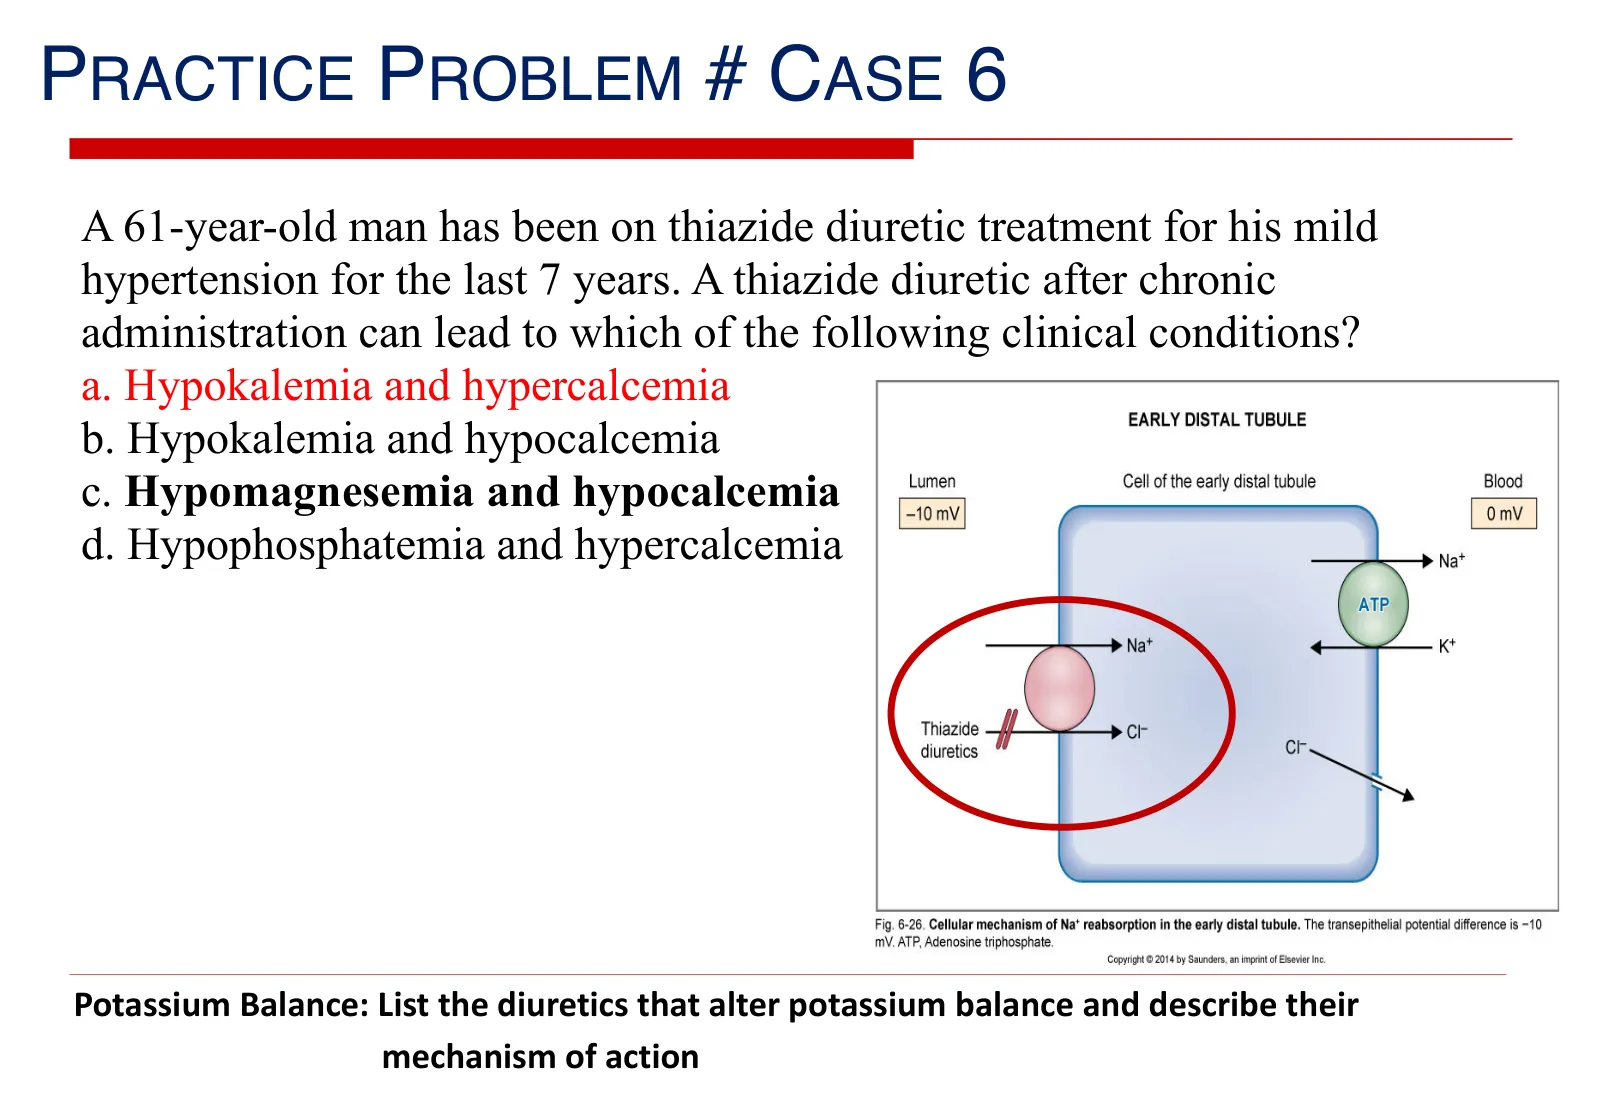 PRACTICE PROBLEM # CASE 6
A 61-year-old man has been on thiazide diuretic treatment for his mild
hypertension for the last 7 years. A thiazide diuretic after chronic
administration can lead to which of the following clinical conditions?
a. Hypokalemia and hypercalcemia
b. Hypokalemia and hypocalcemia
c. Hypomagnesemia and hypocalcemia
d. Hypophosphatemia and hypercalcemia
EARLY DISTAL TUBULE
Lumen
Cell of the early distal tubule
Blood
–10 mV
0 mV
Na⁺
ATP
K⁺
Na⁺
Thiazide
diuretics
Cl⁻
Cl⁻
Fig. 6-26. Cellular mechanism of Na⁺ reabsorption in the early distal tubule. The transepithelial potential difference is −10
mV. ATP, Adenosine triphosphate.
Copyright © 2014 by Saunders, an imprint of Elsevier Inc.
Potassium Balance: List the diuretics that alter potassium balance and describe their
mechanism of action